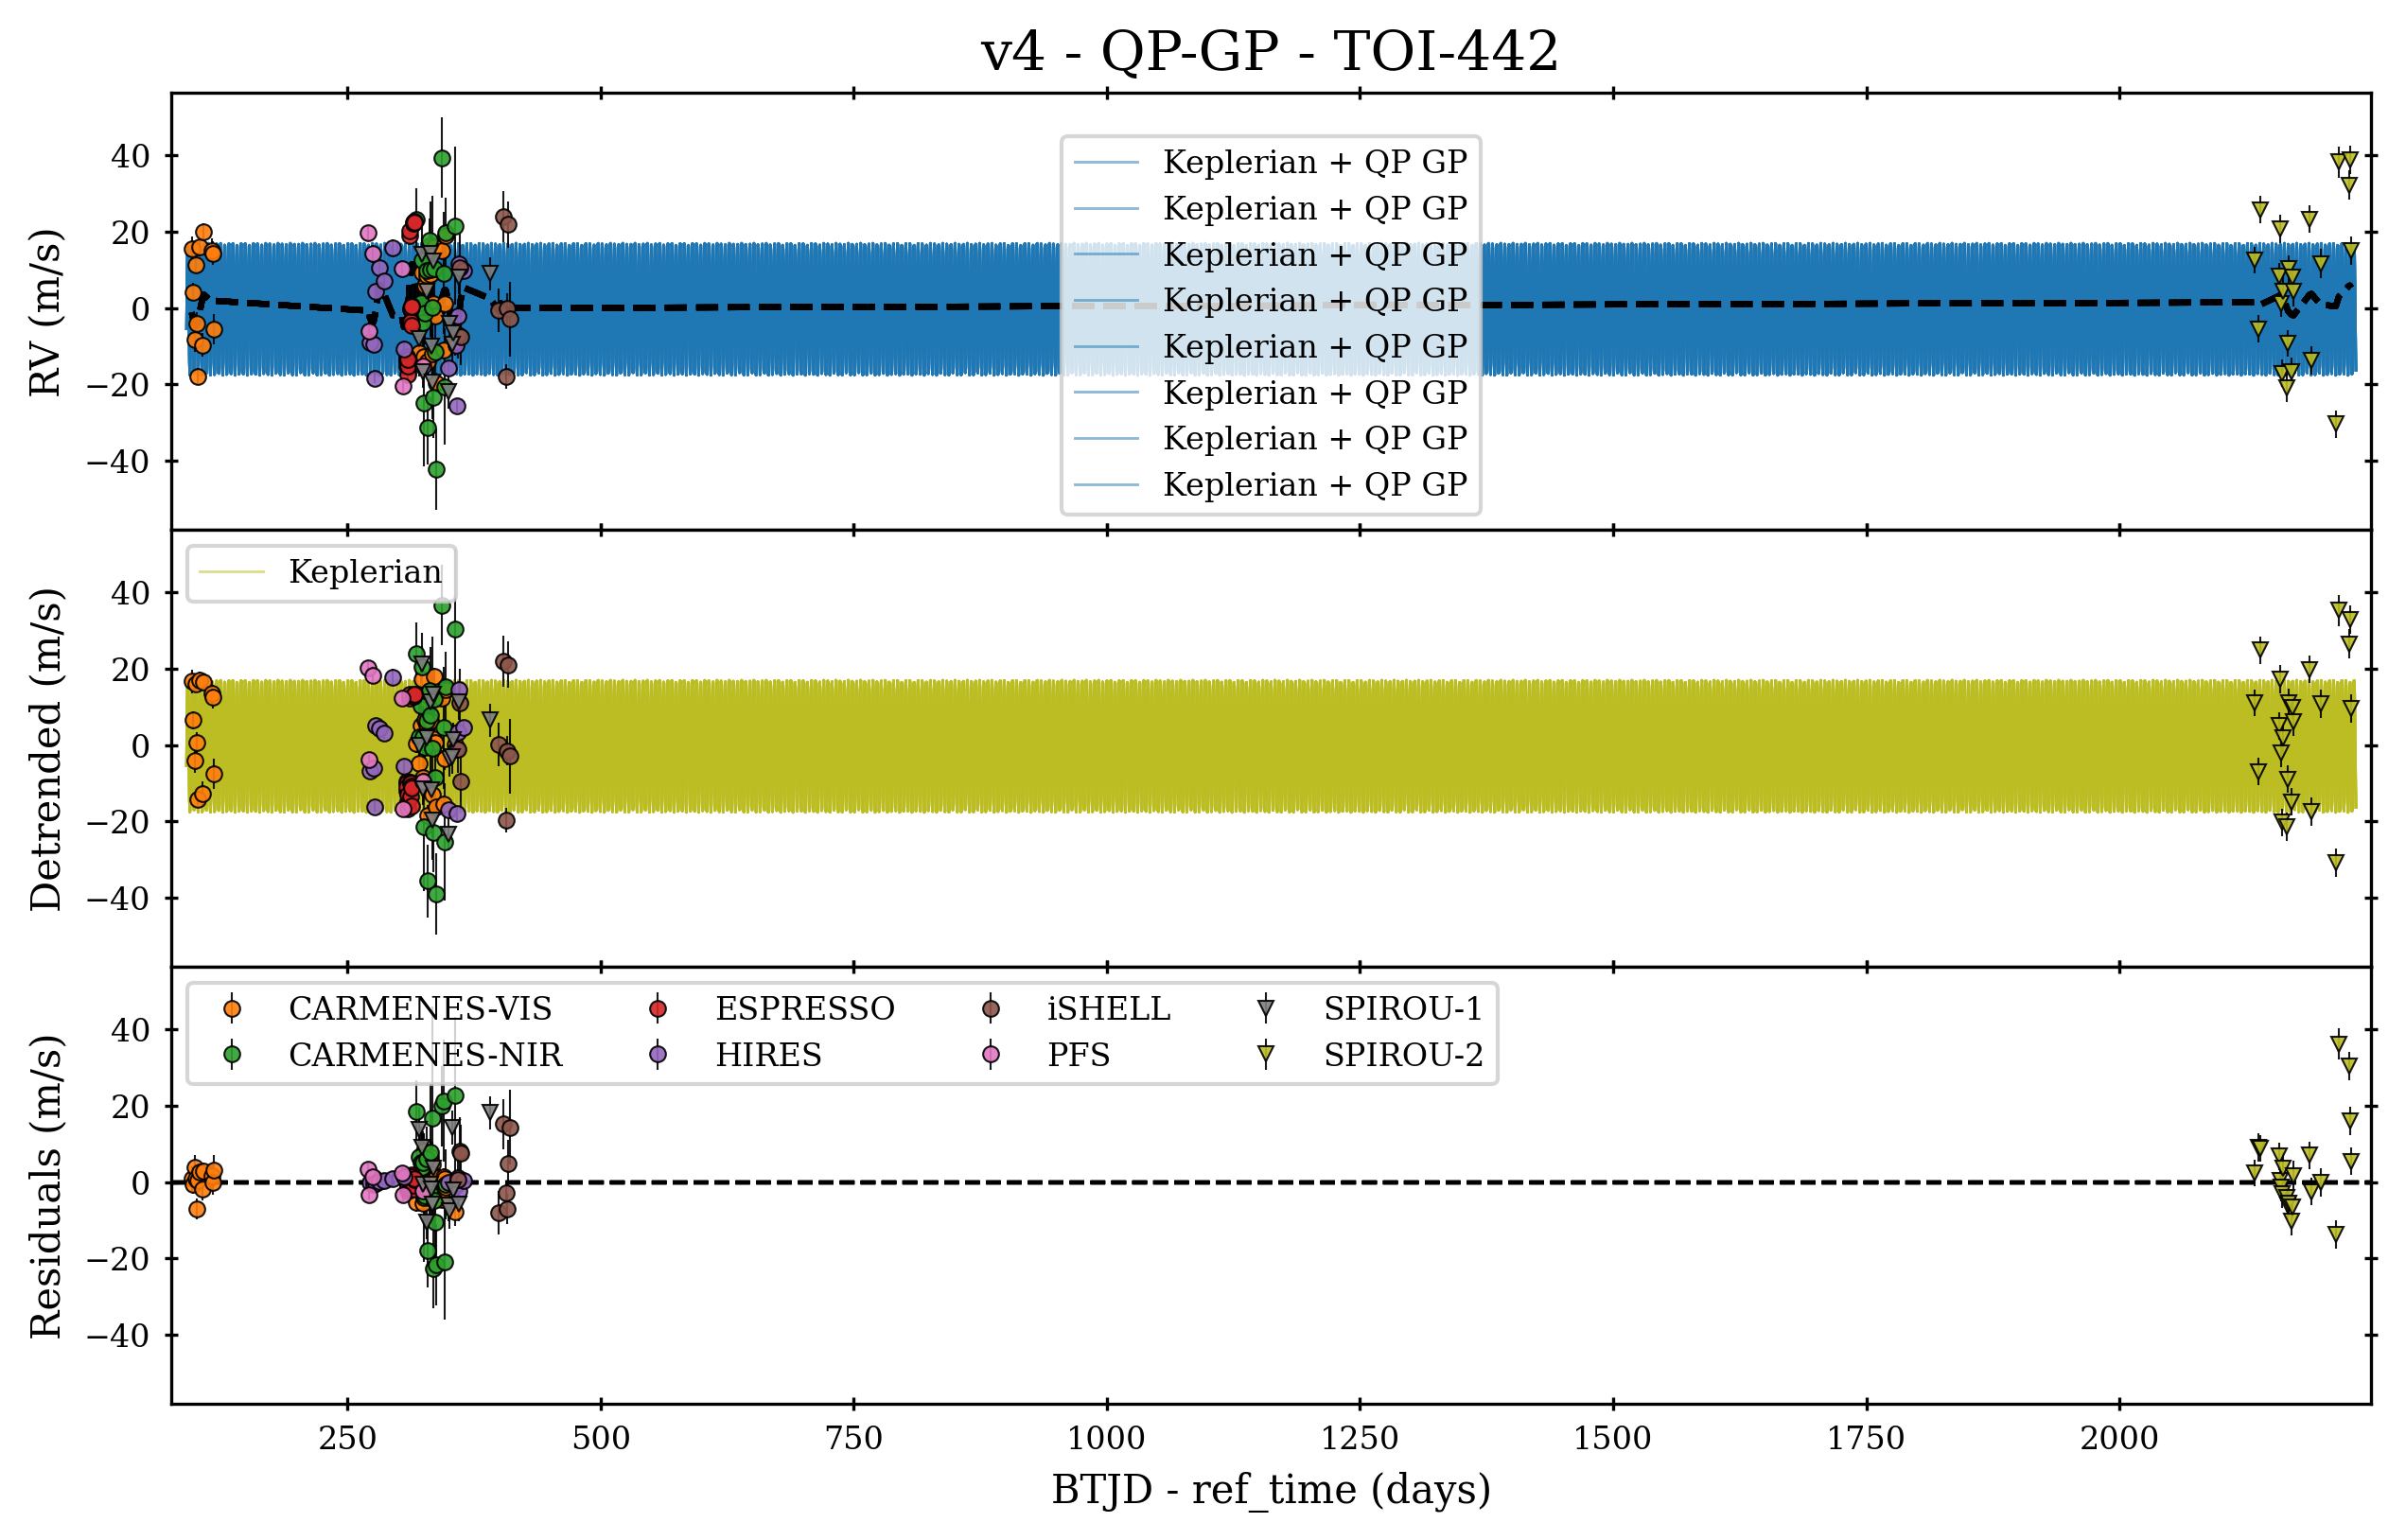 v4 - QP-GP - TOI-442
RV (m/s)
40
20
0
−20
−40
Keplerian + QP GP
Keplerian + QP GP
Keplerian + QP GP
Keplerian + QP GP
Keplerian + QP GP
Keplerian + QP GP
Keplerian + QP GP
Keplerian + QP GP
Detrended (m/s)
40
20
0
−20
−40
Keplerian
Residuals (m/s)
40
20
0
−20
−40
CARMENES-VIS ESPRESSO iSHELL SPIROU-1
CARMENES-NIR HIRES PFS SPIROU-2
250 500 750 1000 1250 1500 1750 2000
BTJD - ref_time (days)